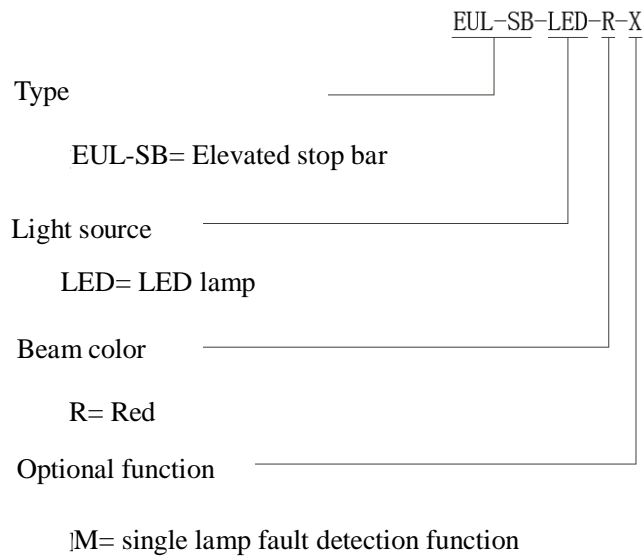 EUL-SB-LED-R-X
Type
EUL-SB= Elevated stop bar
Light source
LED= LED lamp
Beam color
R= Red
Optional function
M= single lamp fault detection function